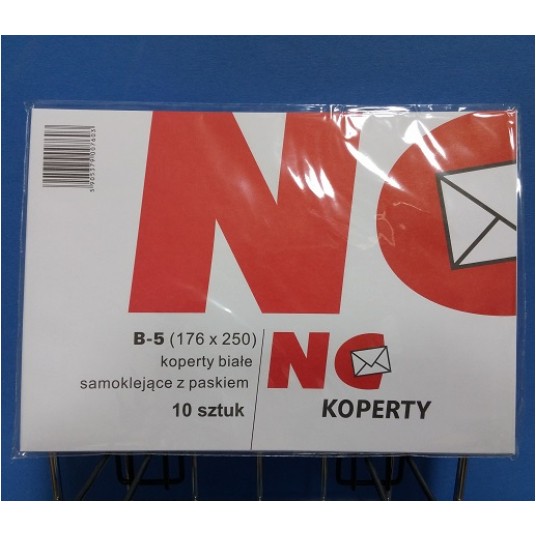 NC
B-5 (176 x 250)
koperty białe
samoklejące z paskiem
10 sztuk
NC
KOPERTY